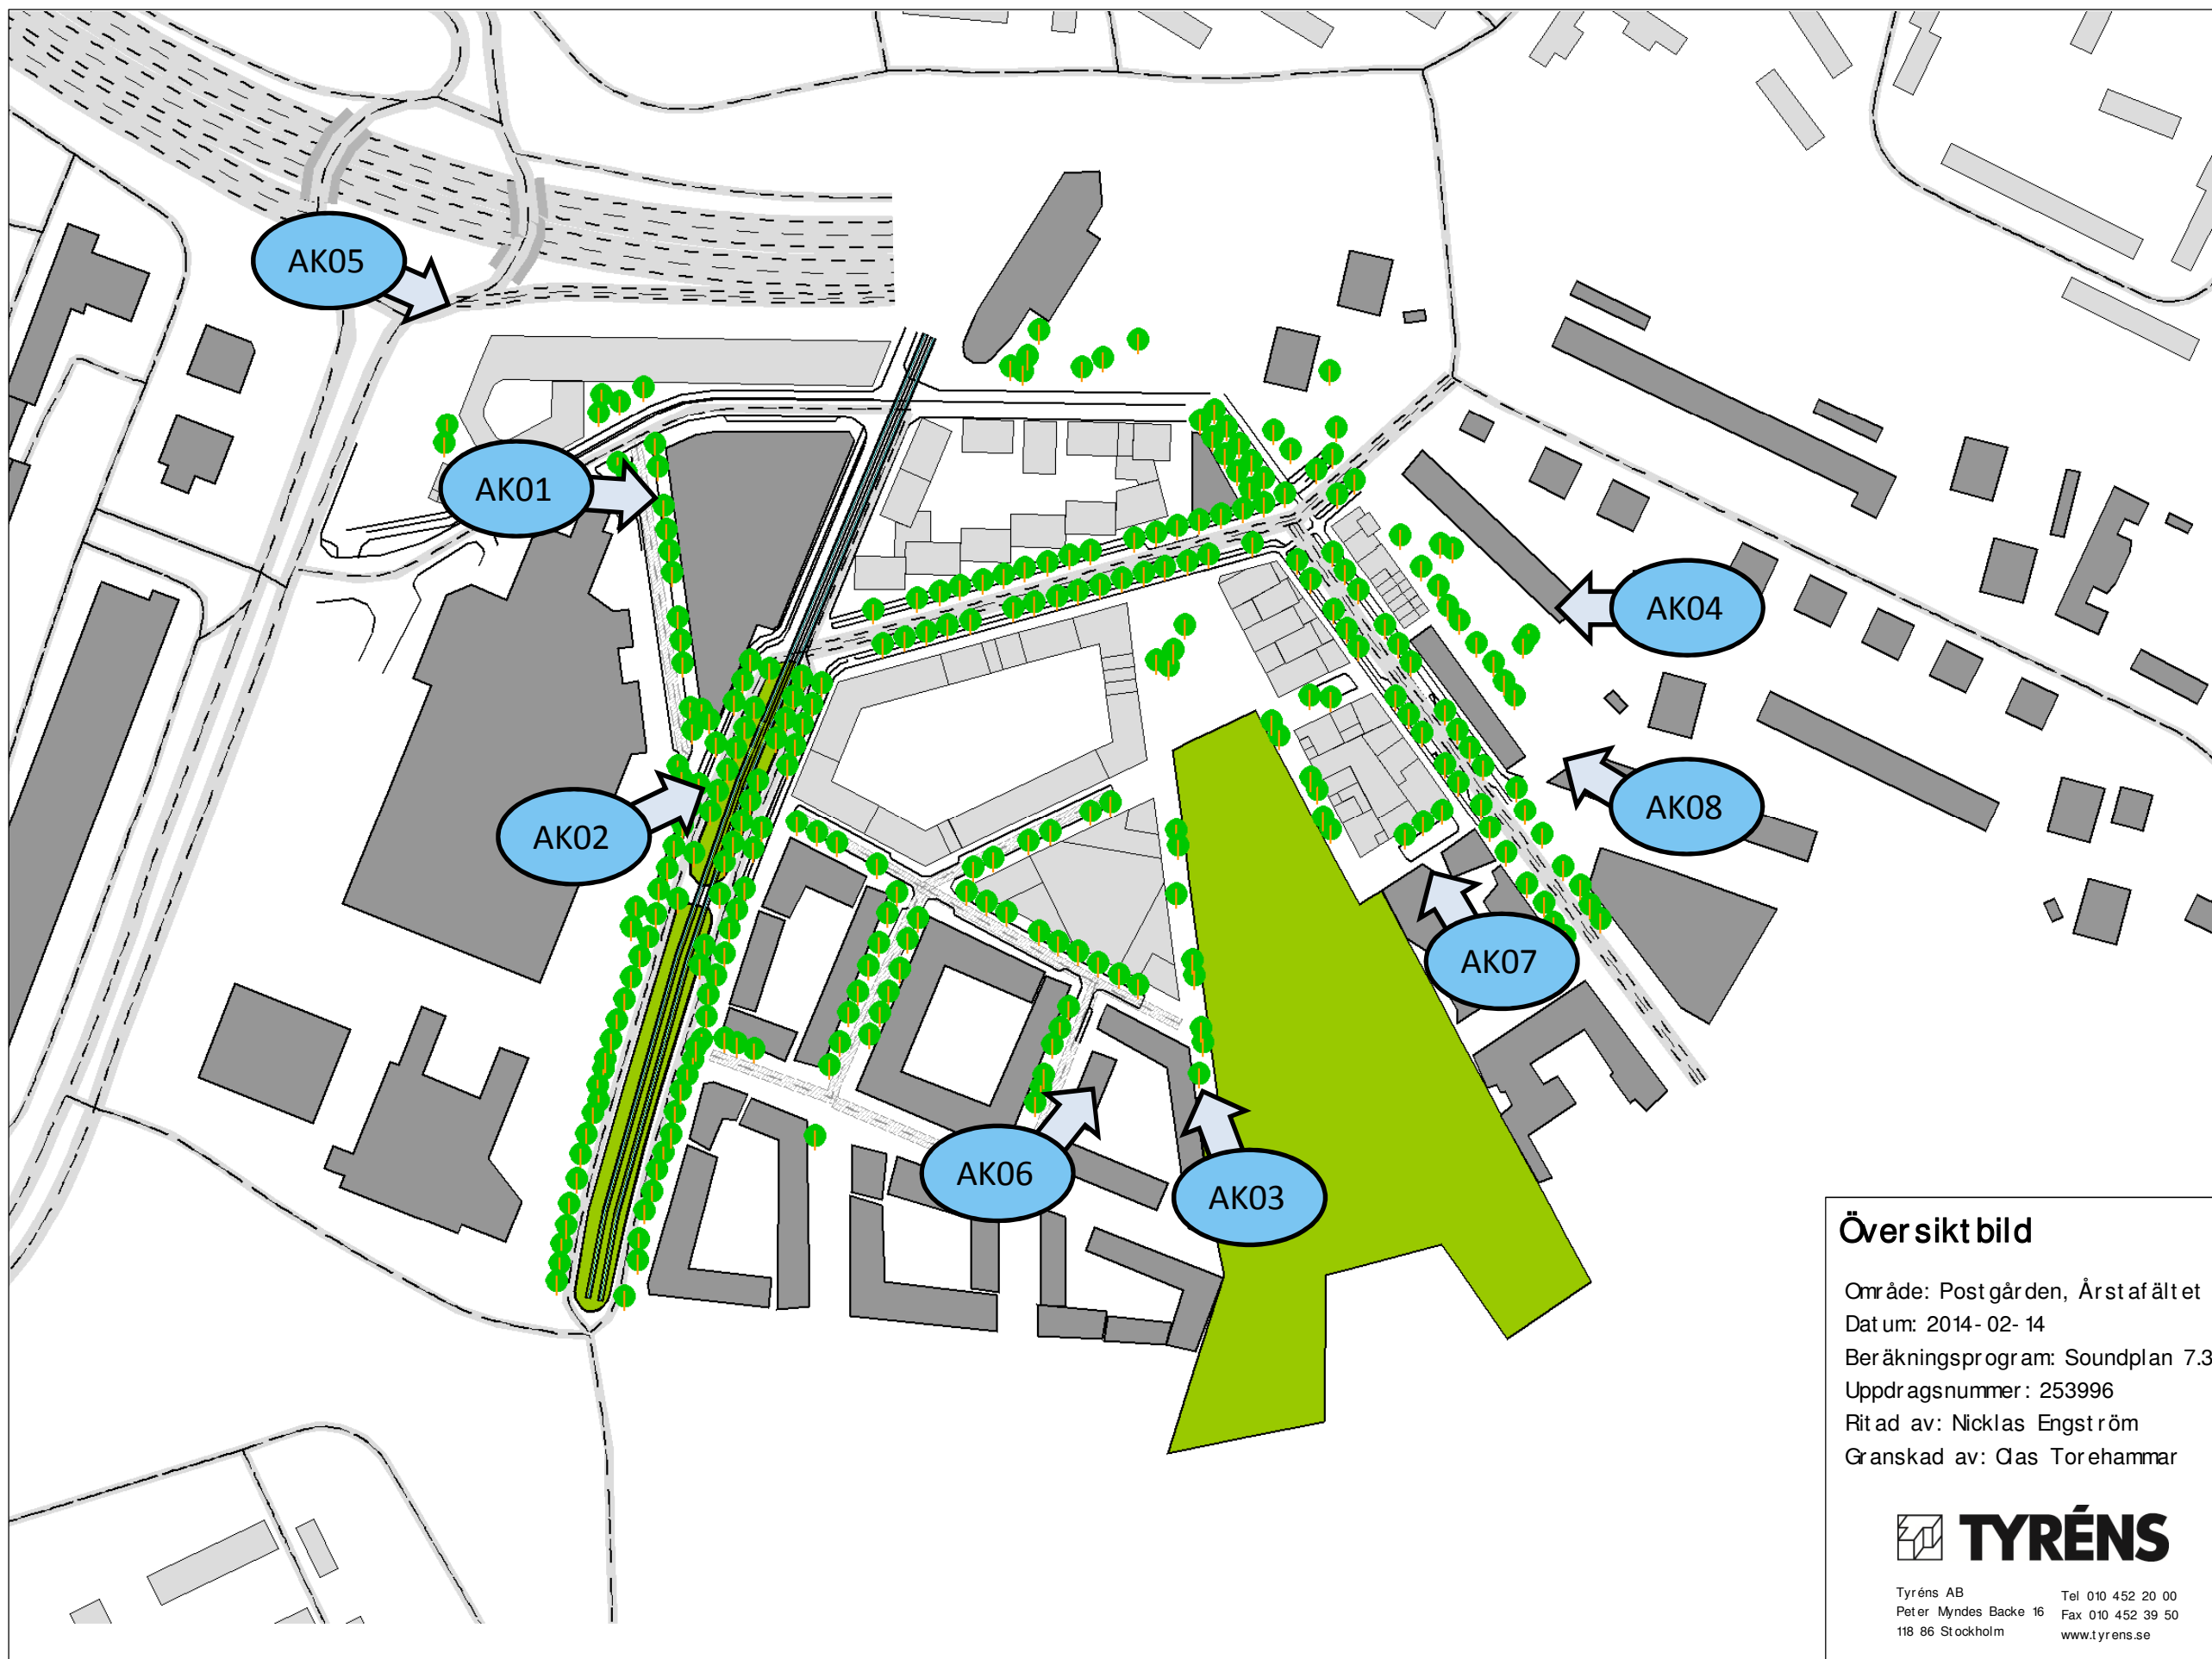 AK05
AK01
AK04
AK02
AK08
AK07
AK06
AK03
Översiktbild
Område: Postgården, Årstafältet
Datum: 2014-02-14
Beräkningsprogram: Soundplan 7.3
Uppdragsnummer: 253996
Ritad av: Nicklas Engström
Granskad av: Clas Torehammar
TYRÉNS
Tyréns AB
Peter Myndes Backe 16
118 86 Stockholm
Tel 010 452 20 00
Fax 010 452 39 50
www.tyrens.se